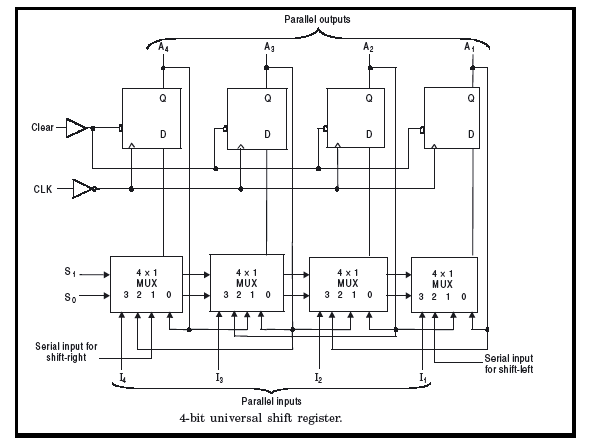 Parallel outputs
A4 A3 A2 A1
Q Q Q Q
Clear
D D D D
CLK
S1
S0
4 x 1 4 x 1 4 x 1 4 x 1
MUX MUX MUX MUX
3 2 1 0 3 2 1 0 3 2 1 0 3 2 1 0
Serial input for
shift-right
Serial input
for shift-left
I4 I3 I2 I1
Parallel inputs
4-bit universal shift register.